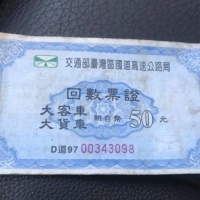 交通部臺灣區國道高速公路局
回數票證
大客車
大貨車 新台幣 50 元
D道97 00343098